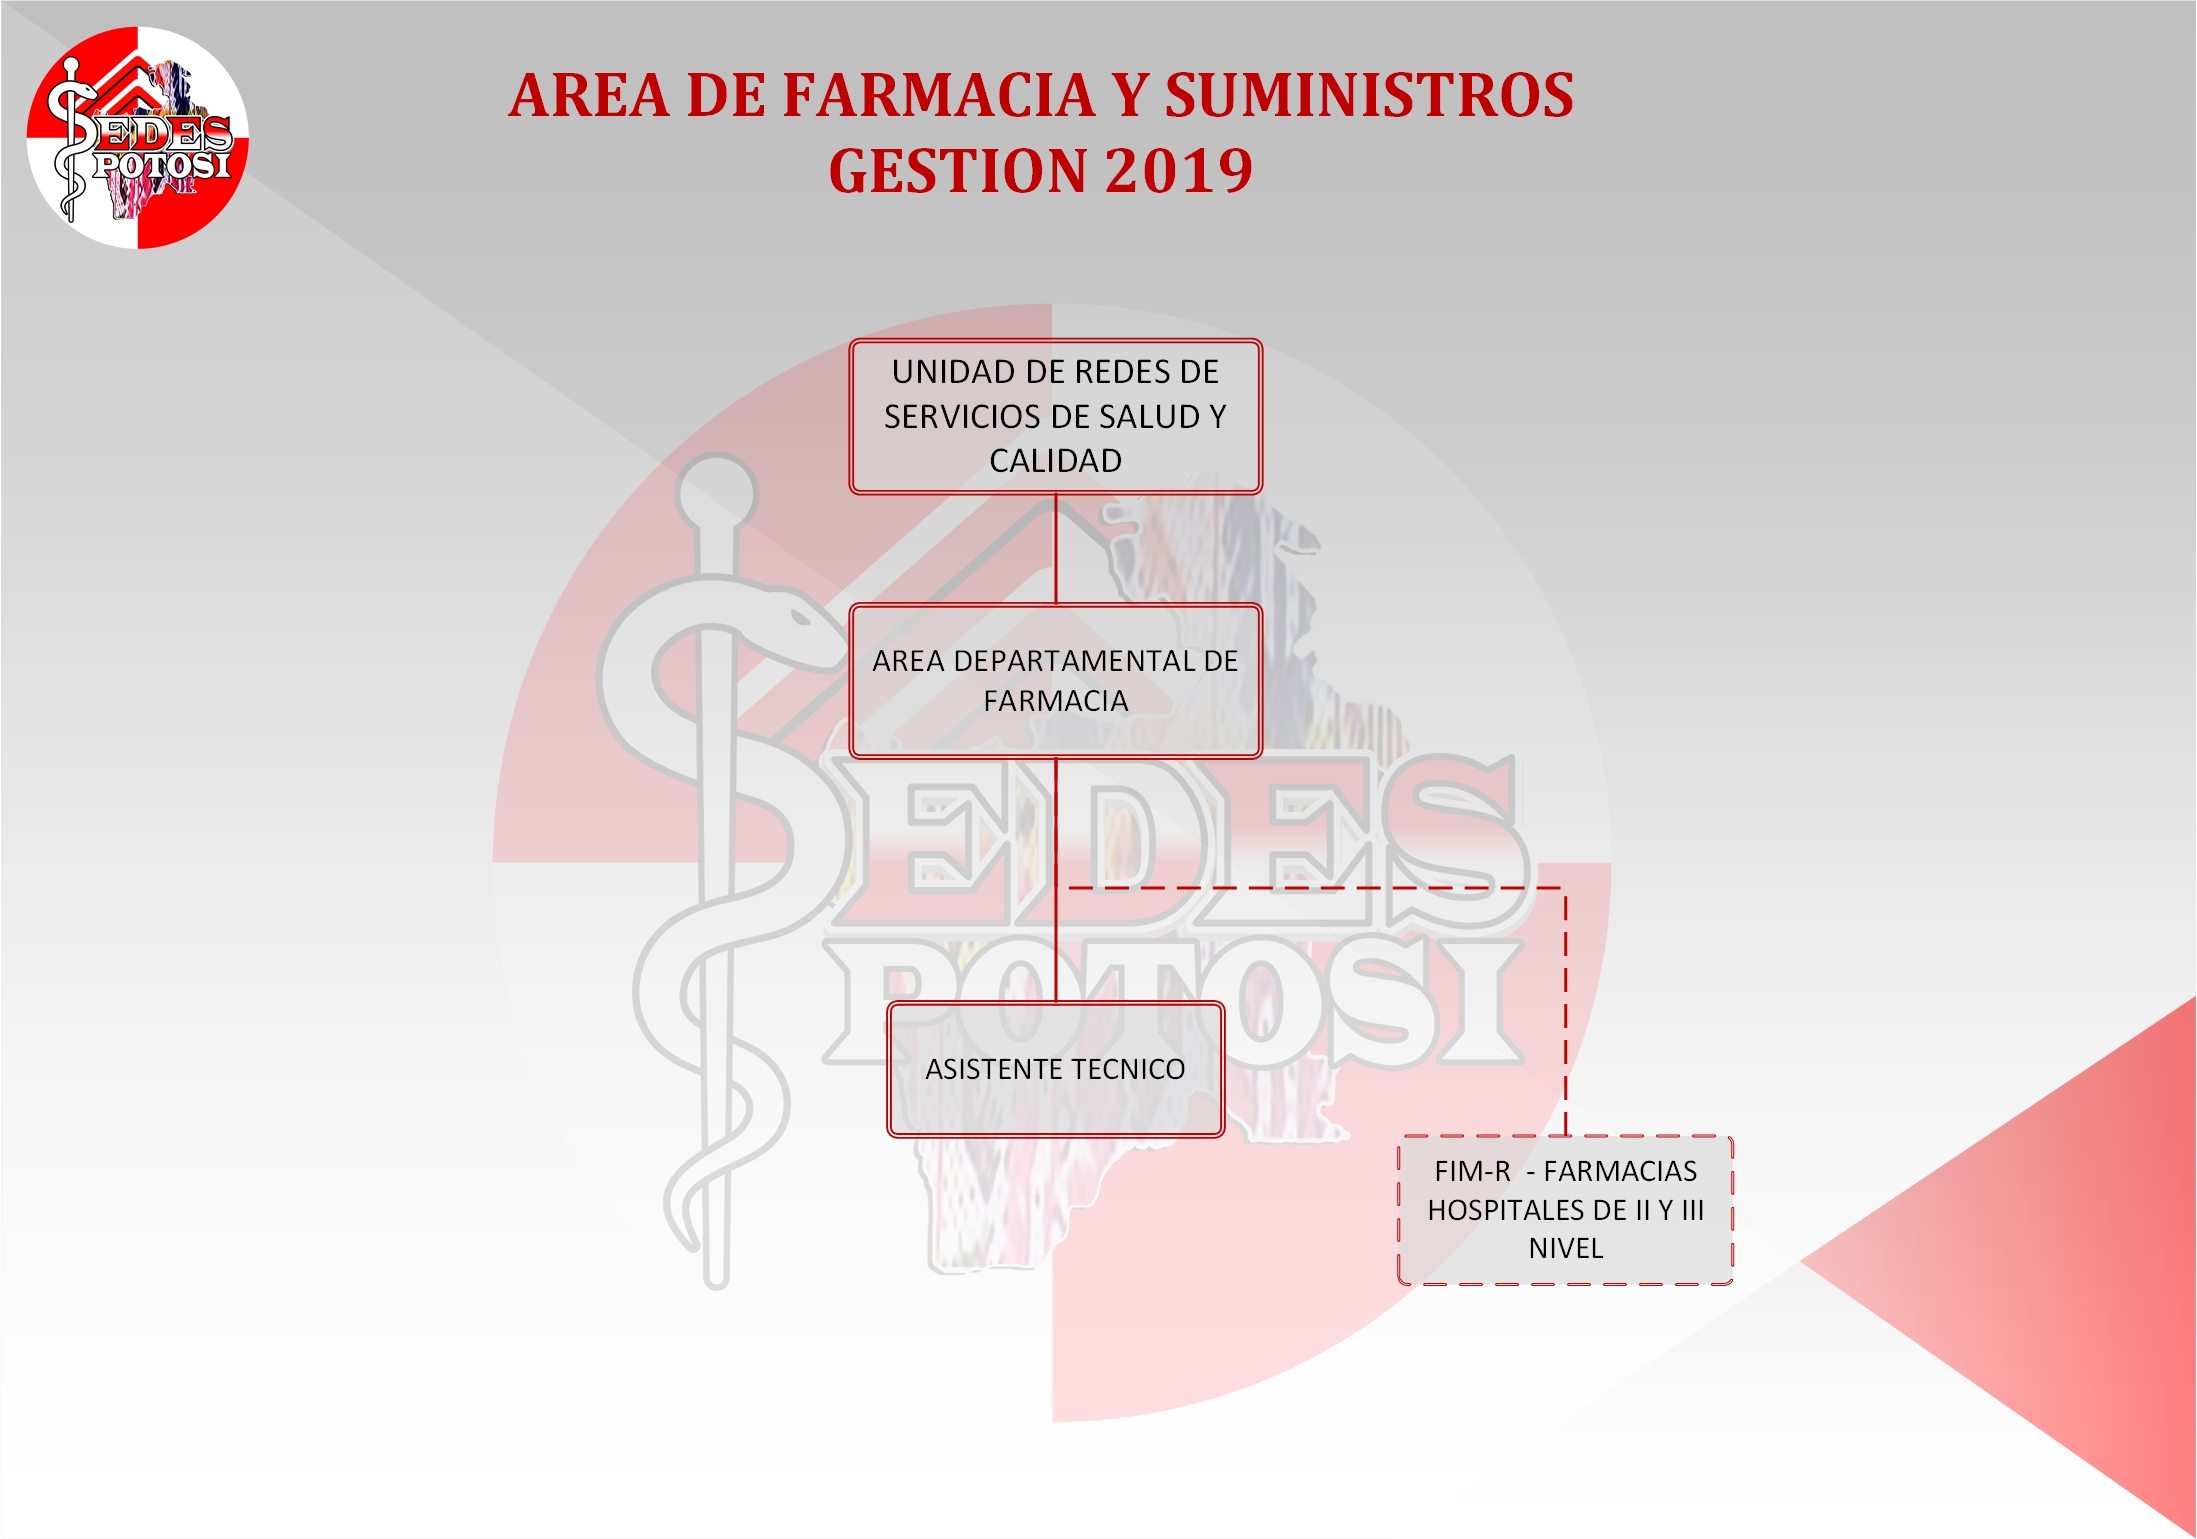 SEDES
POTOSI
AREA DE FARMACIA Y SUMINISTROS
GESTION 2019
UNIDAD DE REDES DE
SERVICIOS DE SALUD Y
CALIDAD
AREA DEPARTAMENTAL DE
FARMACIA
SEDES
POTOSI
ASISTENTE TECNICO
FIM-R  - FARMACIAS
HOSPITALES DE II Y III
NIVEL